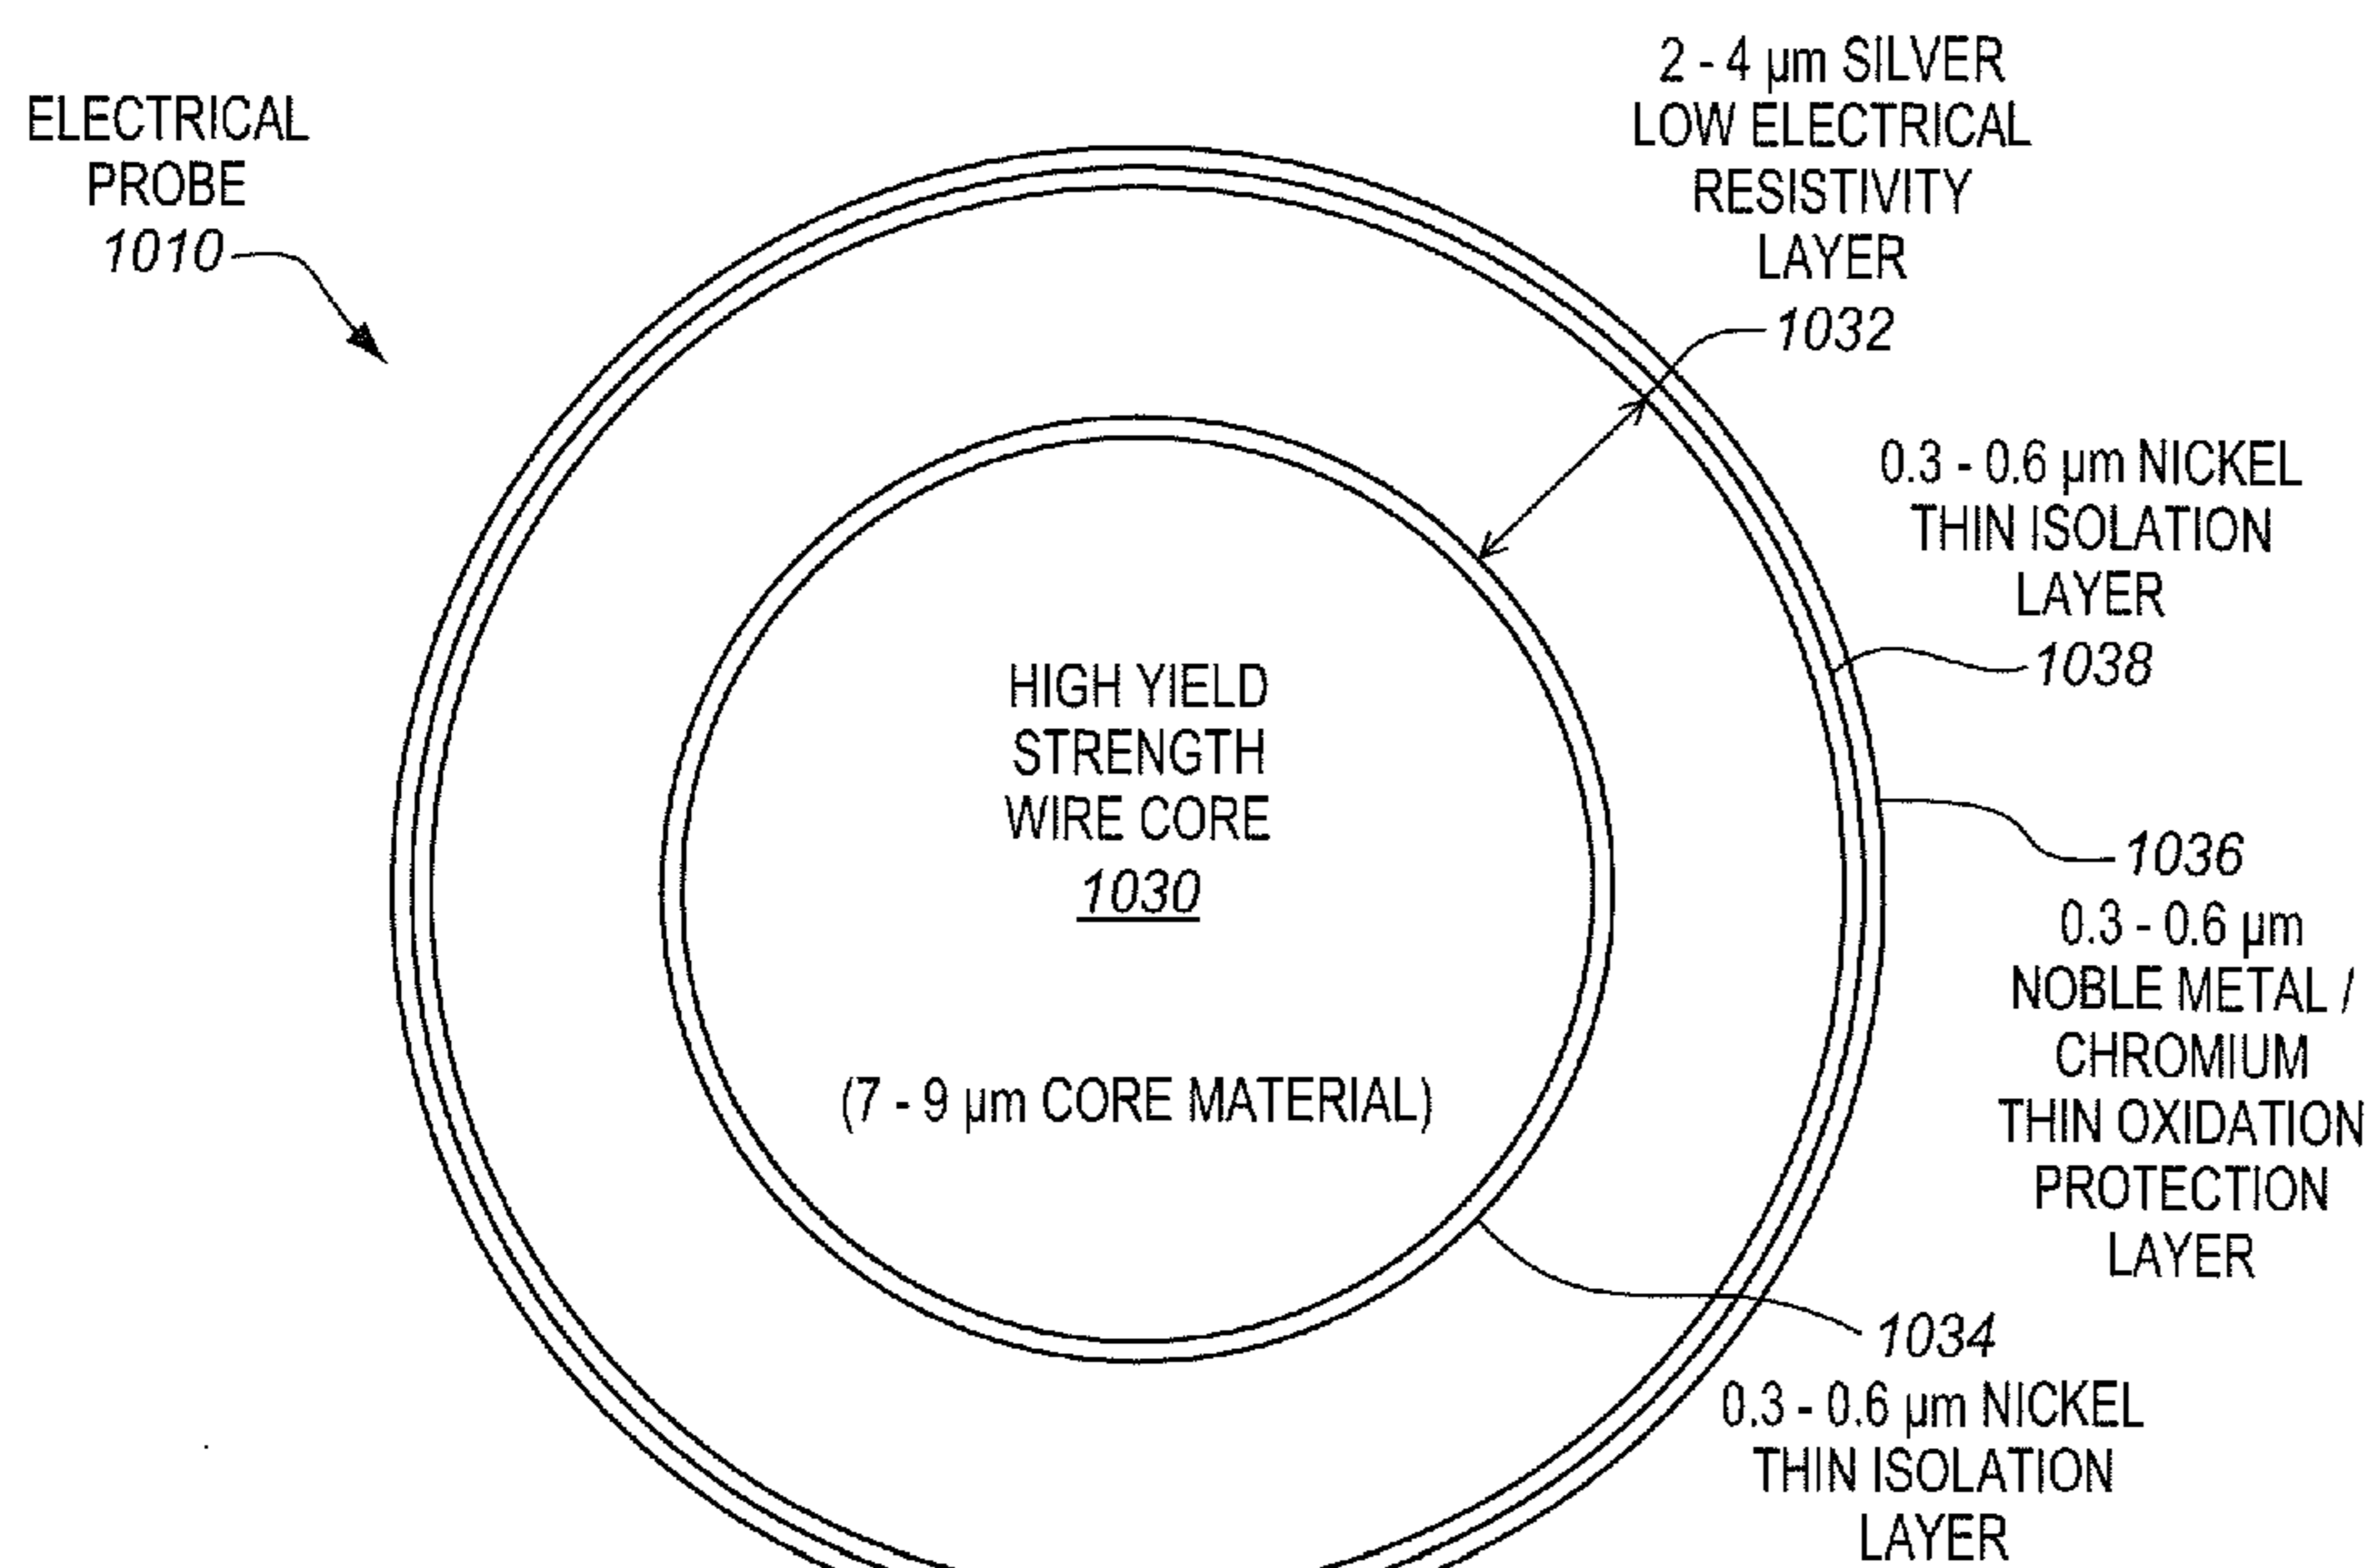 ELECTRICAL
PROBE
1010
2 - 4 µm SILVER
LOW ELECTRICAL
RESISTIVITY
LAYER
1032
0.3 - 0.6 µm NICKEL
THIN ISOLATION
LAYER
1038
HIGH YIELD
STRENGTH
WIRE CORE
1030
(7 - 9 µm CORE MATERIAL)
1036
0.3 - 0.6 µm
NOBLE METAL /
CHROMIUM
THIN OXIDATION
PROTECTION
LAYER
1034
0.3 - 0.6 µm NICKEL
THIN ISOLATION
LAYER